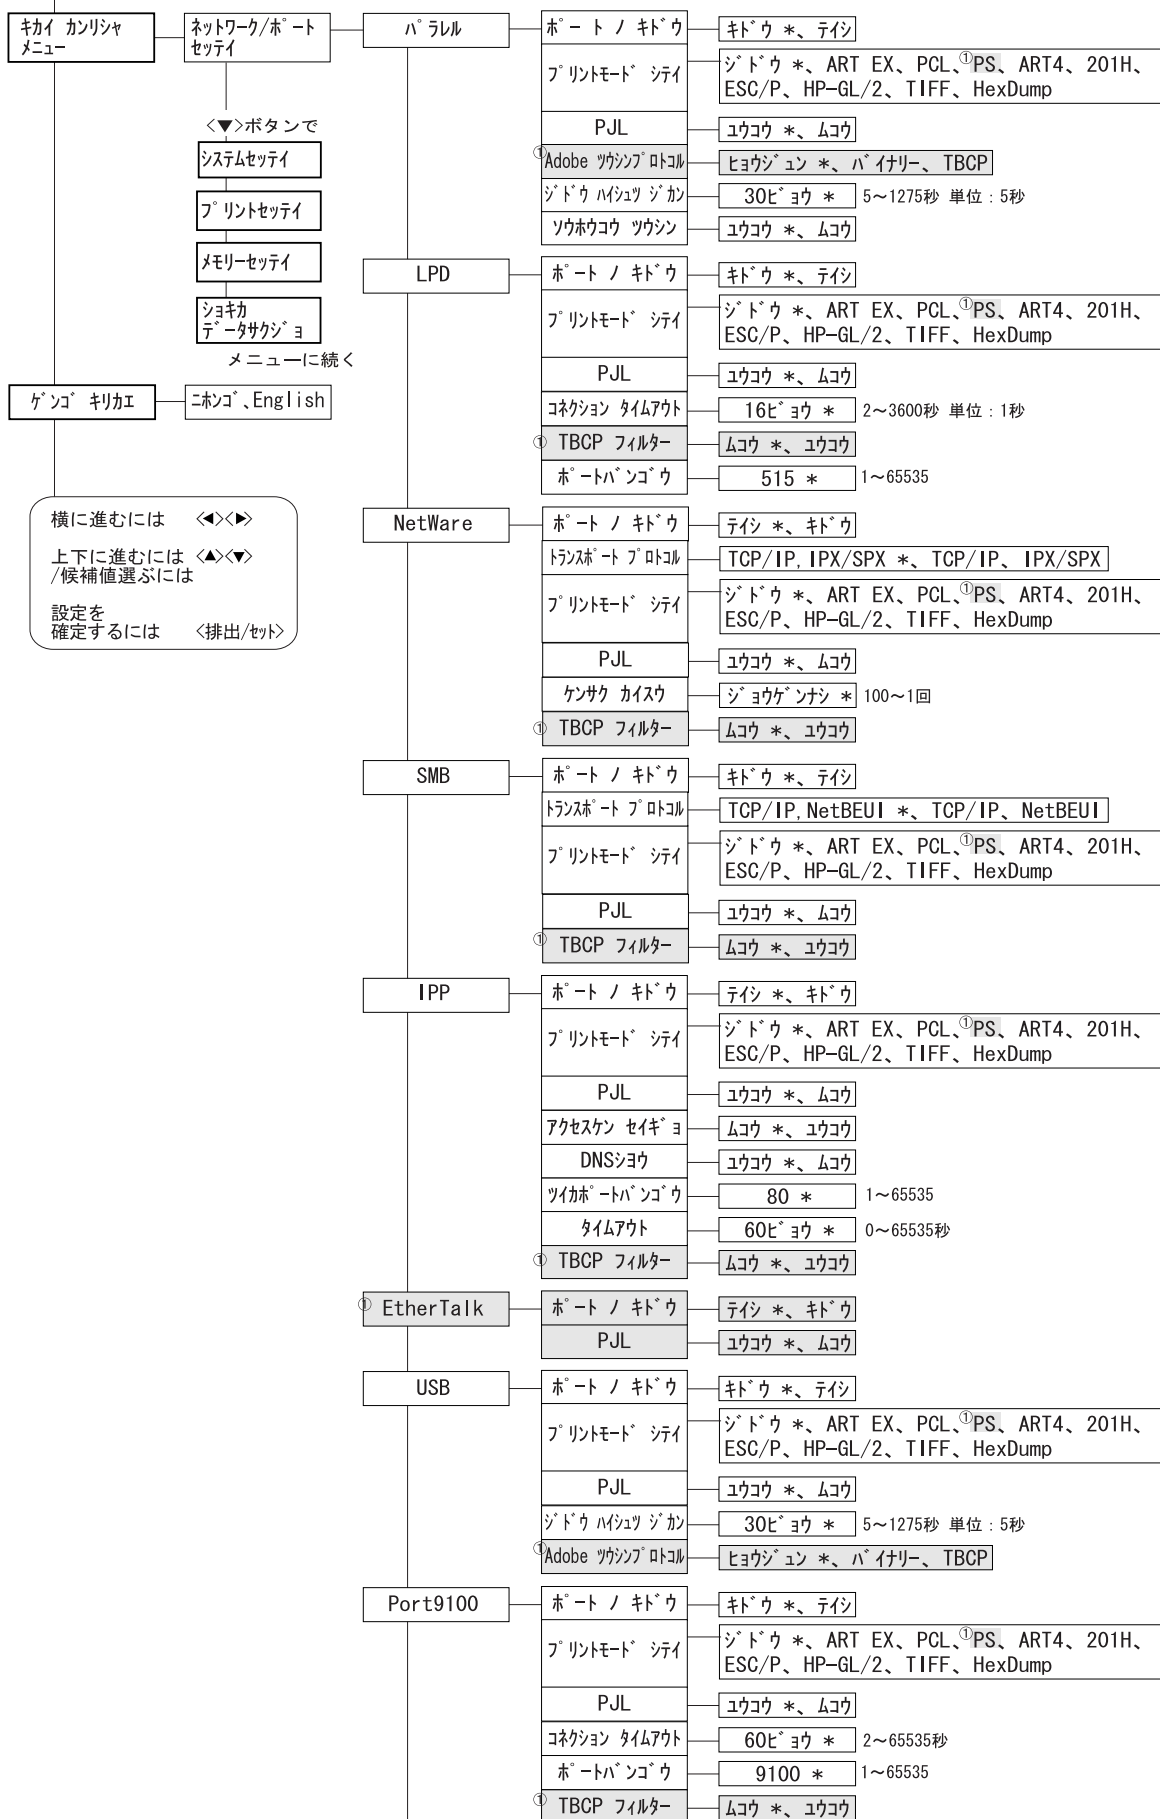 キカイ カンリシャ
メニュー
ネットワーク/ポート
セッテイ
<▼>ボタンで
システムセッテイ
プリントセッテイ
メモリーセッテイ
ショキカ
データサクジョ
メニューに続く
ゲンゴ キリカエ
ニホンゴ、English
横に進むには <◀><▶>
上下に進むには <▲><▼>
/候補値選ぶには
設定を
確定するには <排出/セット>
パラレル
ポート ノ キドウ
キドウ *、テイシ
プリントモード シテイ
ジドウ *、ART EX、PCL、①PS、ART4、201H、
ESC/P、HP-GL/2、TIFF、HexDump
PJL
ユウコウ *、ムコウ
①Adobe ツウシンプロトコル
ヒョウジュン *、バイナリー、TBCP
ジドウ ハイシュツ ジカン
30ビョウ * 5〜1275秒 単位:5秒
ソウホウコウ ツウシン
ユウコウ *、ムコウ
LPD
ポート ノ キドウ
キドウ *、テイシ
プリントモード シテイ
ジドウ *、ART EX、PCL、①PS、ART4、201H、
ESC/P、HP-GL/2、TIFF、HexDump
PJL
ユウコウ *、ムコウ
コネクション タイムアウト
16ビョウ * 2〜3600秒 単位:1秒
① TBCP フィルター
ムコウ *、ユウコウ
ポートバンゴウ
515 * 1〜65535
NetWare
ポート ノ キドウ
テイシ *、キドウ
トランスポート プロトコル
TCP/IP,IPX/SPX *、TCP/IP、IPX/SPX
プリントモード シテイ
ジドウ *、ART EX、PCL、①PS、ART4、201H、
ESC/P、HP-GL/2、TIFF、HexDump
PJL
ユウコウ *、ムコウ
ケンサク カイスウ
ジョウゲンナシ * 100〜1回
① TBCP フィルター
ムコウ *、ユウコウ
SMB
ポート ノ キドウ
キドウ *、テイシ
トランスポート プロトコル
TCP/IP,NetBEUI *、TCP/IP、NetBEUI
プリントモード シテイ
ジドウ *、ART EX、PCL、①PS、ART4、201H、
ESC/P、HP-GL/2、TIFF、HexDump
PJL
ユウコウ *、ムコウ
① TBCP フィルター
ムコウ *、ユウコウ
IPP
ポート ノ キドウ
テイシ *、キドウ
プリントモード シテイ
ジドウ *、ART EX、PCL、①PS、ART4、201H、
ESC/P、HP-GL/2、TIFF、HexDump
PJL
ユウコウ *、ムコウ
アクセスケン セイギョ
ムコウ *、ユウコウ
DNSシヨウ
ユウコウ *、ムコウ
ツイカポートバンゴウ
80 * 1〜65535
タイムアウト
60ビョウ * 0〜65535秒
① TBCP フィルター
ムコウ *、ユウコウ
① EtherTalk
ポート ノ キドウ
テイシ *、キドウ
PJL
ユウコウ *、ムコウ
USB
ポート ノ キドウ
キドウ *、テイシ
プリントモード シテイ
ジドウ *、ART EX、PCL、①PS、ART4、201H、
ESC/P、HP-GL/2、TIFF、HexDump
PJL
ユウコウ *、ムコウ
ジドウ ハイシュツ ジカン
30ビョウ * 5〜1275秒 単位:5秒
①Adobe ツウシンプロトコル
ヒョウジュン *、バイナリー、TBCP
Port9100
ポート ノ キドウ
キドウ *、テイシ
プリントモード シテイ
ジドウ *、ART EX、PCL、①PS、ART4、201H、
ESC/P、HP-GL/2、TIFF、HexDump
PJL
ユウコウ *、ムコウ
コネクション タイムアウト
60ビョウ * 2〜65535秒
ポートバンゴウ
9100 * 1〜65535
① TBCP フィルター
ムコウ *、ユウコウ